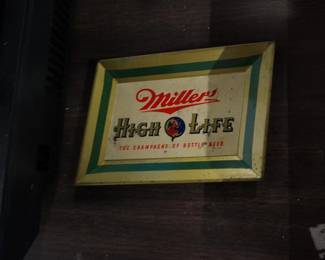 Miller
HIGH LIFE
THE CHAMPAGNE OF BOTTLE BEER